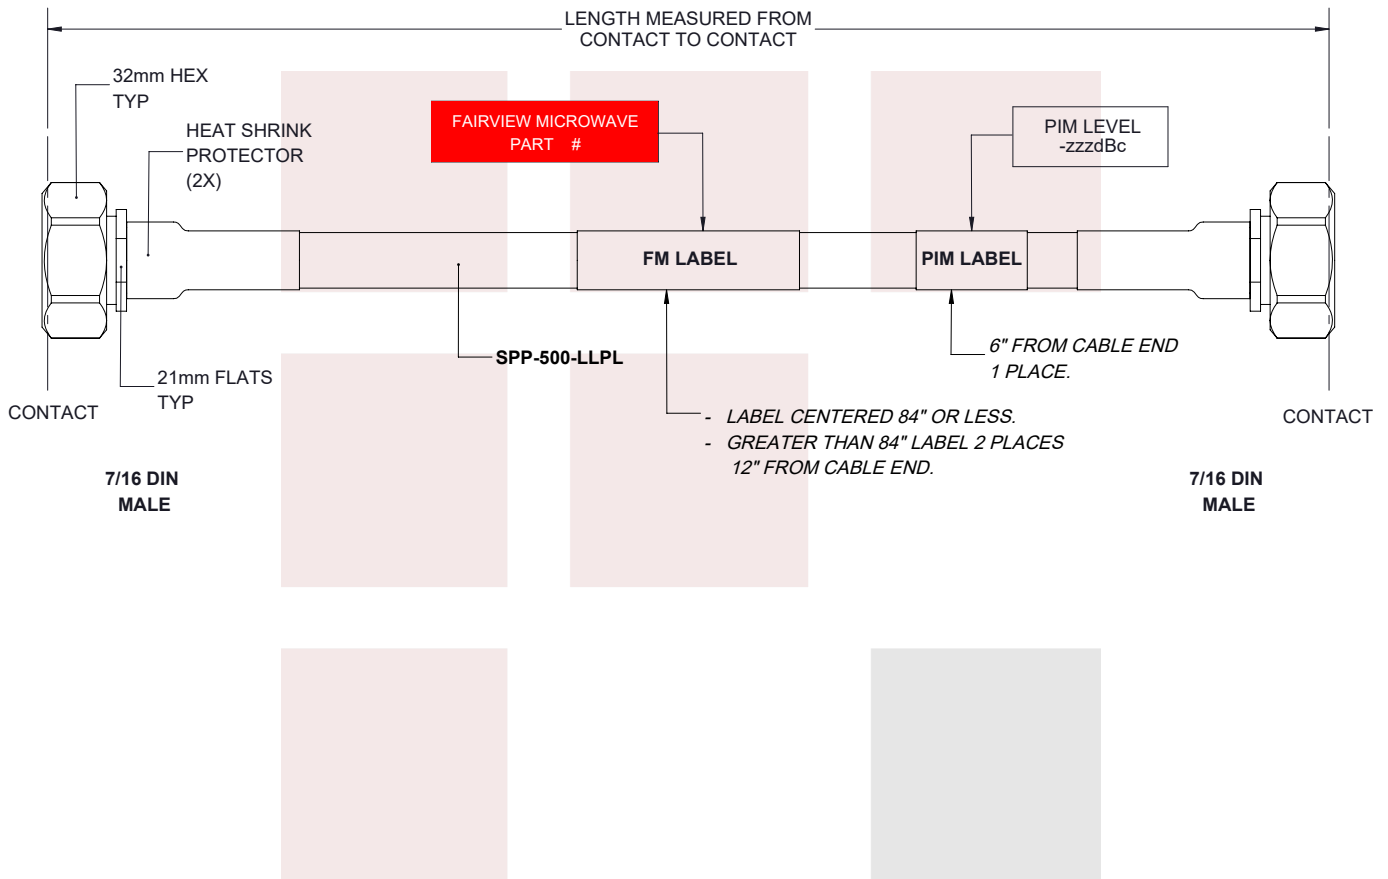 LENGTH MEASURED FROM
CONTACT TO CONTACT
32mm HEX
TYP
HEAT SHRINK
PROTECTOR
(2X)
FAIRVIEW MICROWAVE
PART #
PIM LEVEL
-zzzdBc
FM LABEL
PIM LABEL
SPP-500-LLPL
6" FROM CABLE END
1 PLACE.
21mm FLATS
TYP
CONTACT
CONTACT
- LABEL CENTERED 84" OR LESS.
- GREATER THAN 84" LABEL 2 PLACES
12" FROM CABLE END.
7/16 DIN
MALE
7/16 DIN
MALE